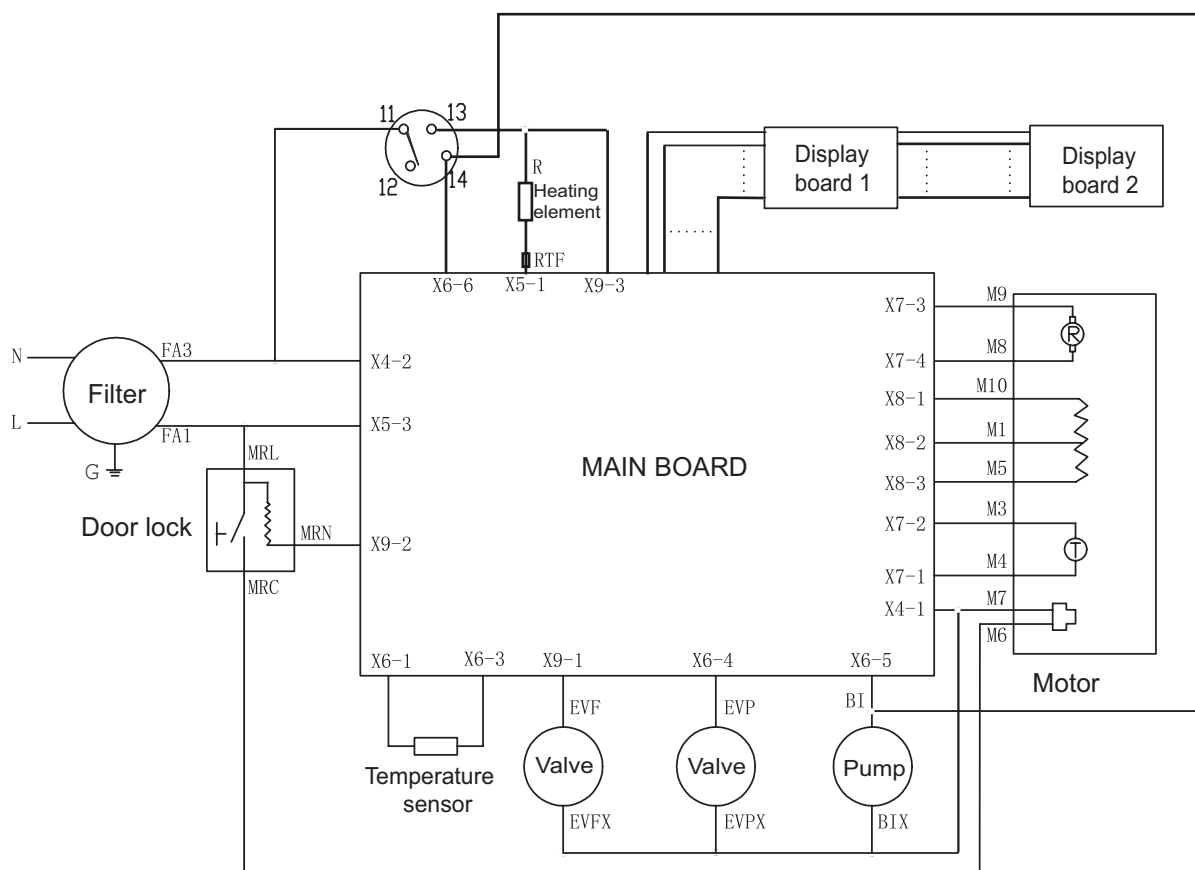 11
13
12
14
R
Heating
element
RTF
Display
board 1
Display
board 2
X6-6
X5-1
X9-3
N
FA3
X4-2
Filter
L
FA1
X5-3
G
MRL
Door lock
MRN
X9-2
MRC
MAIN BOARD
X7-3
M9
R
X7-4
M8
X8-1
M10
X8-2
M1
X8-3
M5
X7-2
M3
T
X7-1
M4
X4-1
M7
M6
Motor
X6-1
X6-3
X9-1
X6-4
X6-5
EVF
EVP
BI
Temperature
sensor
Valve
Valve
Pump
EVFX
EVPX
BIX